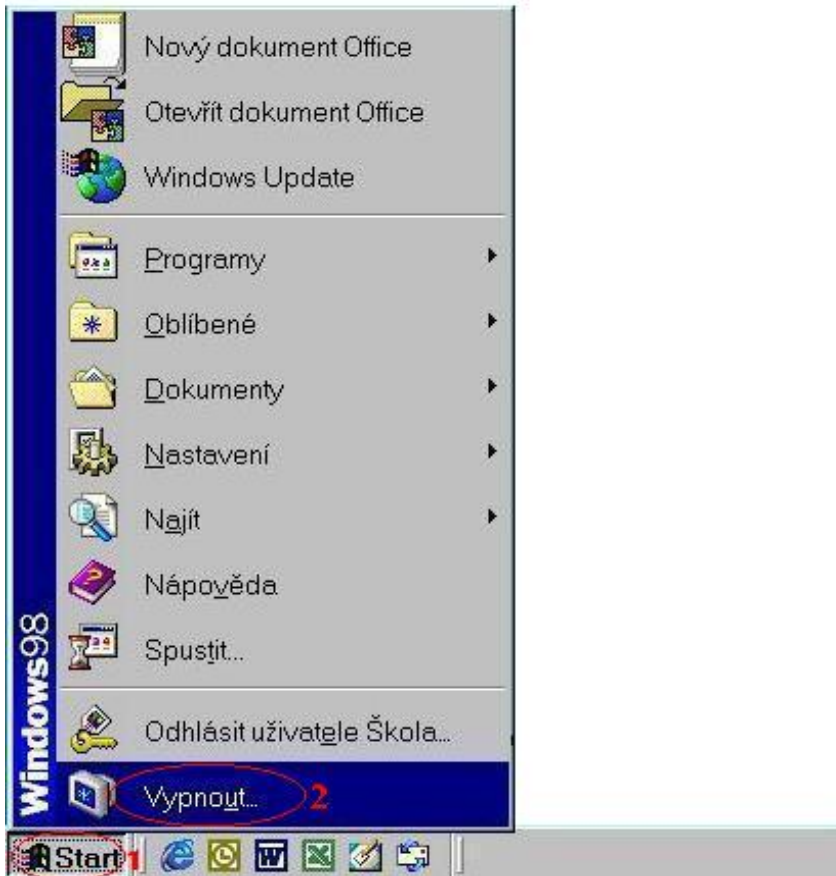 Nový dokument Office
Otevřít dokument Office
Windows Update
Programy
Oblíbené
Dokumenty
Nastavení
Najít
Nápověda
Spustit...
Odhlásit uživatele Škola...
Vypnout... 2
Windows98
Start 1